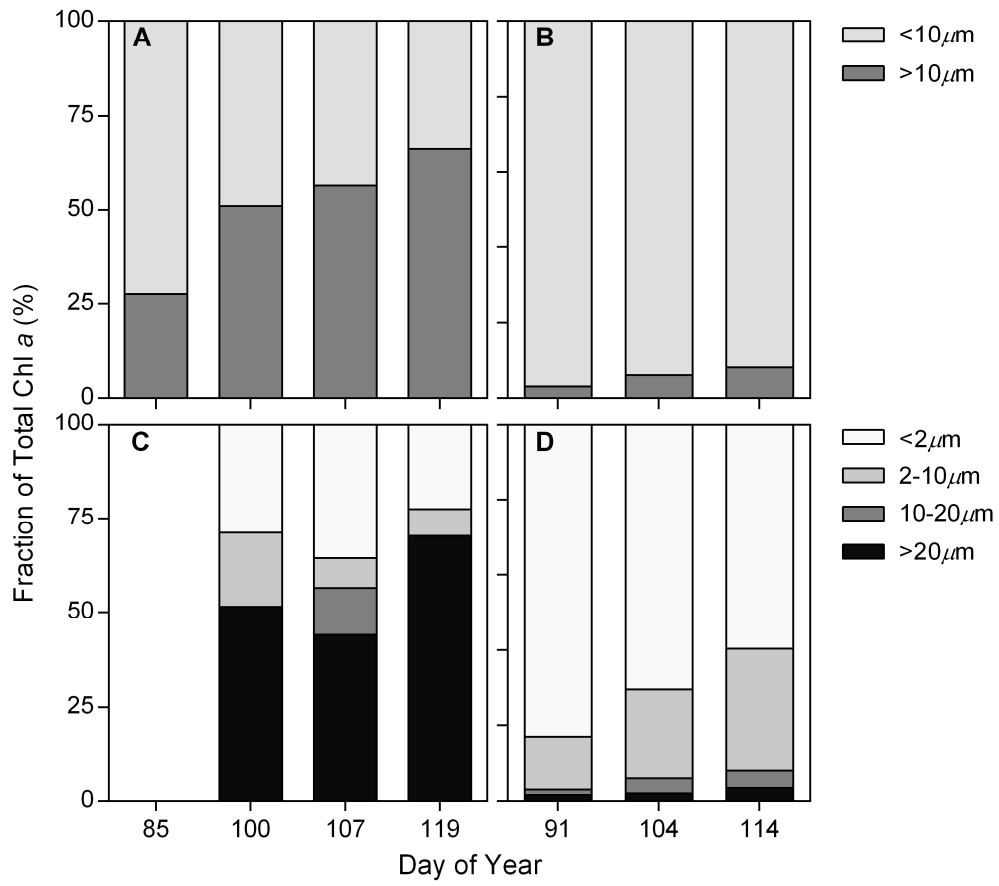 Fraction of Total Chl a (%)
100
75
50
25
0
A
B
<10μm
>10μm
100
75
50
25
0
C
D
<2μm
2-10μm
10-20μm
>20μm
85 100 107 119 91 104 114
Day of Year